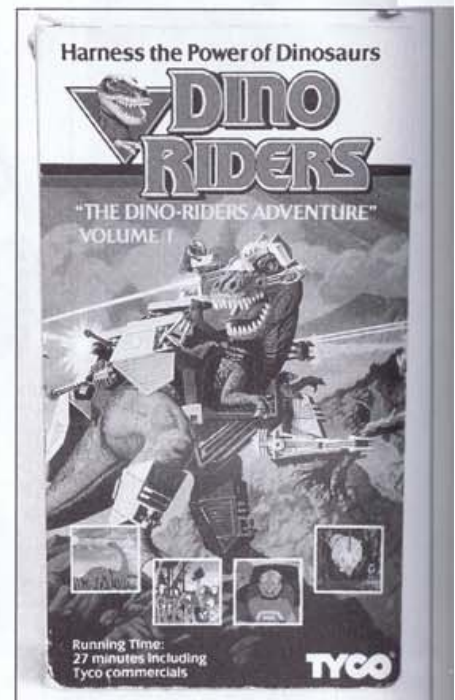 Harness the Power of Dinosaurs
DINO
RIDERS™
"THE DINO-RIDERS ADVENTURE"
VOLUME 1
Running Time:
27 minutes including
Tyco commercials
TYCO®